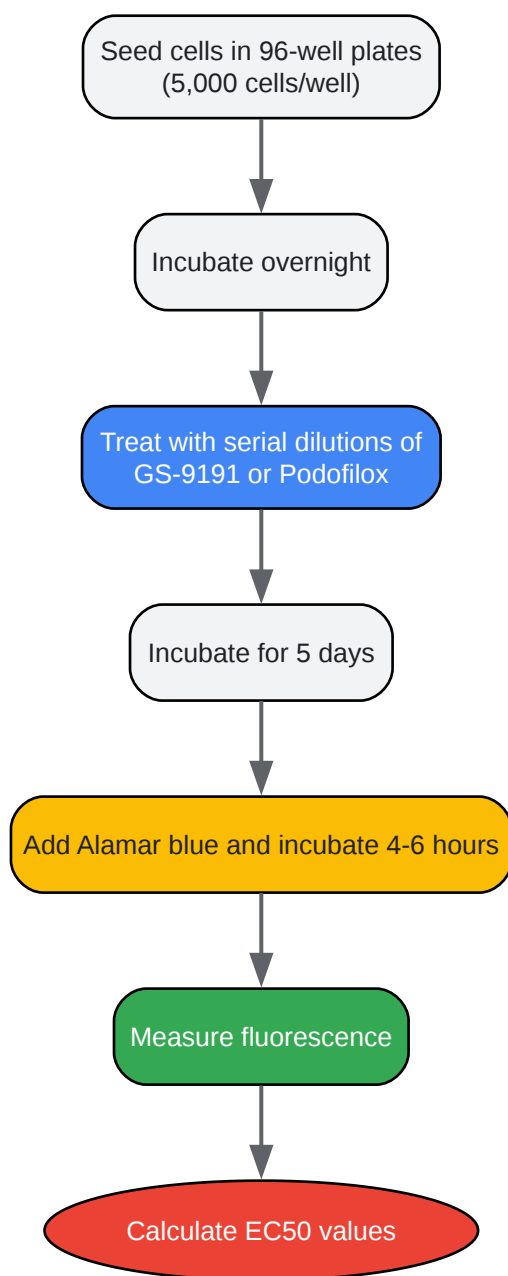 Seed cells in 96-well plates
(5,000 cells/well)
Incubate overnight
Treat with serial dilutions of
GS-9191 or Podofilox
Incubate for 5 days
Add Alamar blue and incubate 4-6 hours
Measure fluorescence
Calculate EC50 values